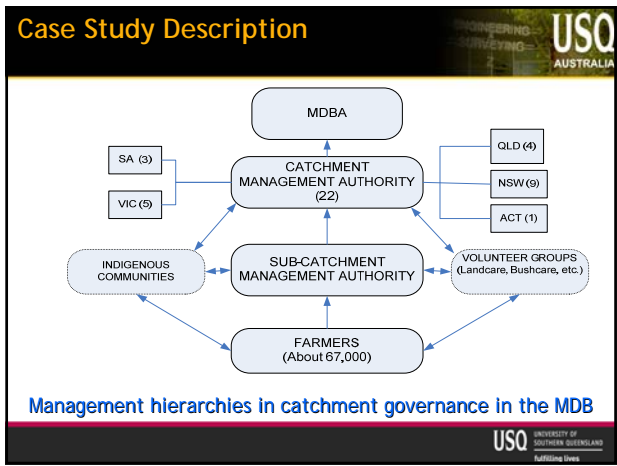 Case Study Description
ENGINEERING
SURVEYING
USQ
AUSTRALIA
MDBA
SA (3)
VIC (5)
CATCHMENT
MANAGEMENT AUTHORITY
(22)
QLD (4)
NSW (9)
ACT (1)
INDIGENOUS
COMMUNITIES
SUB-CATCHMENT
MANAGEMENT AUTHORITY
VOLUNTEER GROUPS
(Landcare, Bushcare, etc.)
FARMERS
(About 67,000)
Management hierarchies in catchment governance in the MDB
USQ
UNIVERSITY OF
SOUTHERN QUEENSLAND
fulfilling lives